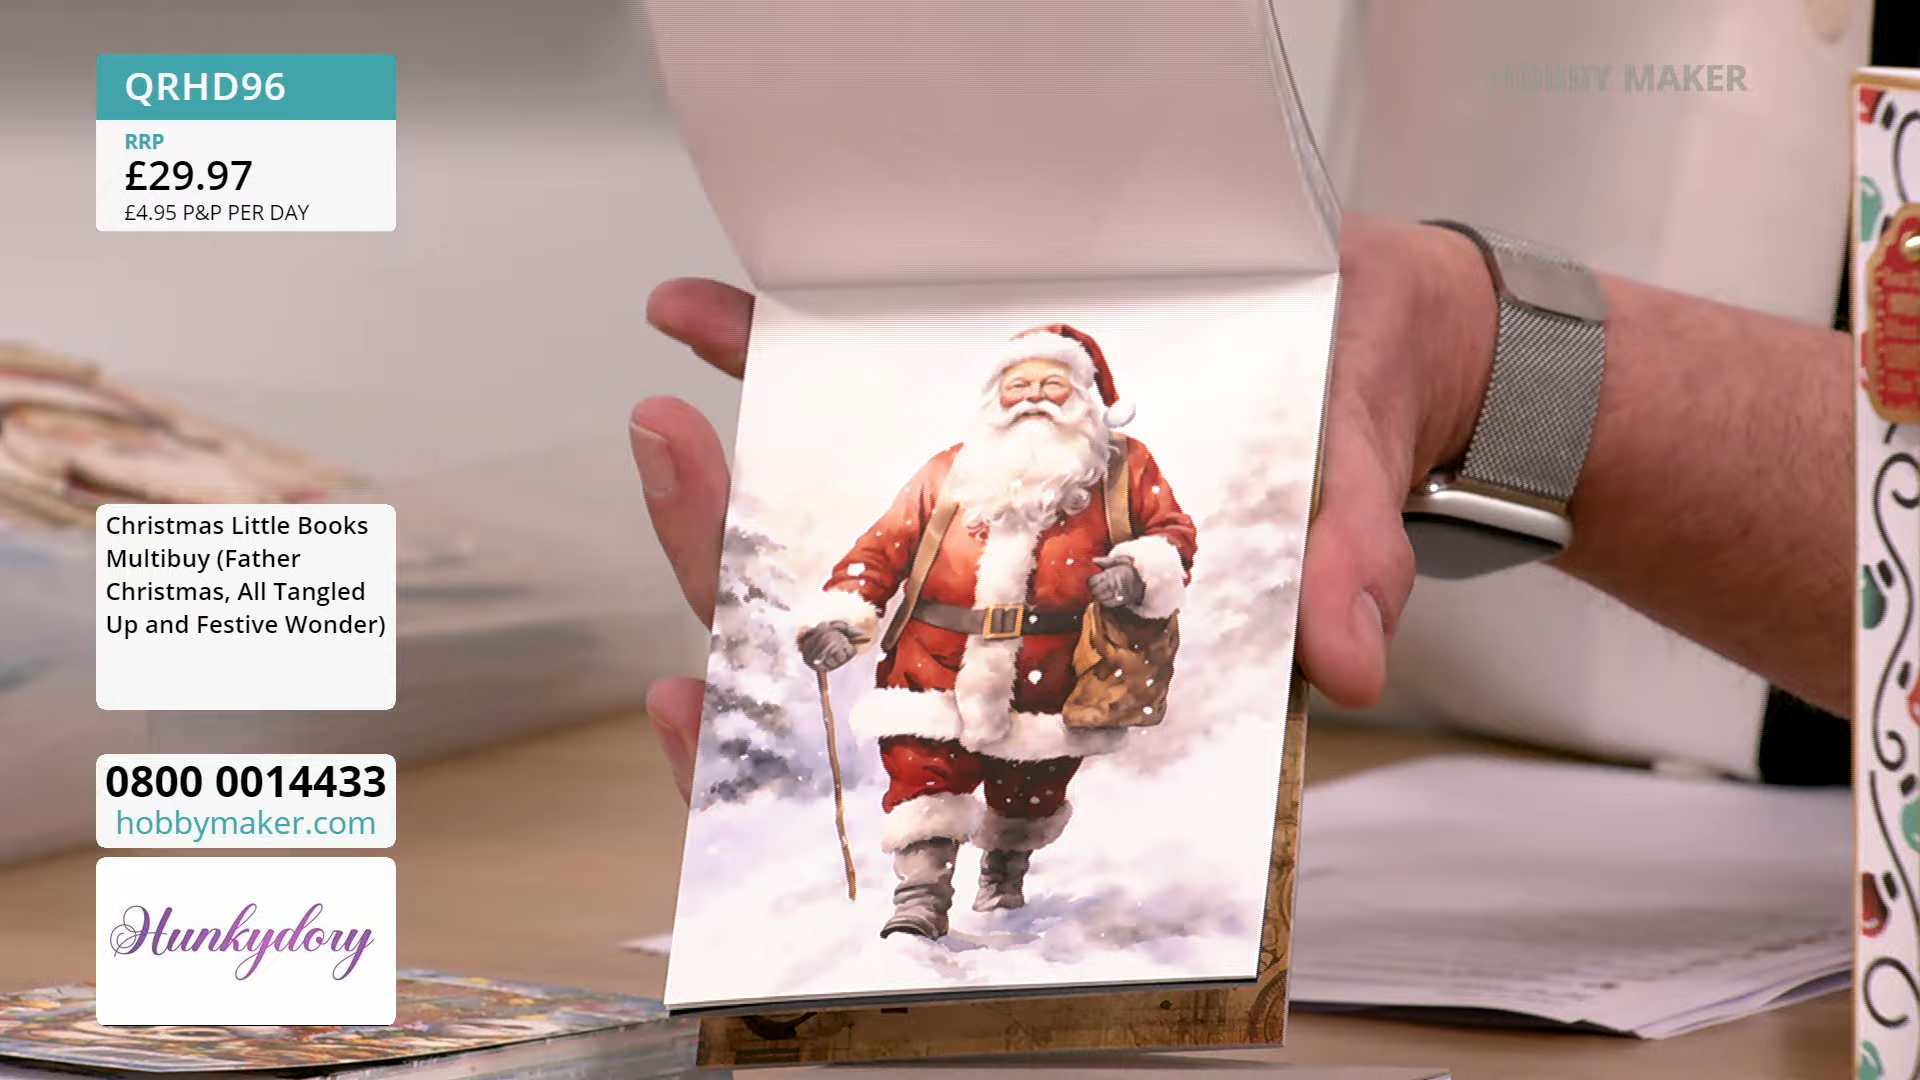 QRHD96
RRP
£29.97
£4.95 P&P PER DAY
HOBBY MAKER
Christmas Little Books
Multibuy (Father
Christmas, All Tangled
Up and Festive Wonder)
0800 0014433
hobbymaker.com
Hunkydory